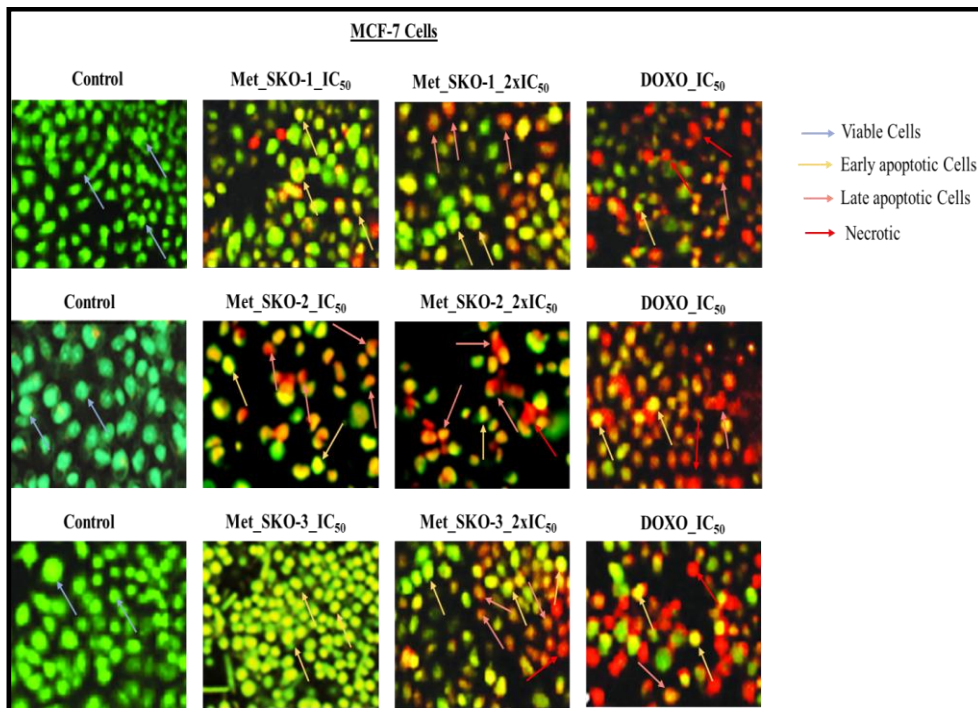 MCF-7 Cells
Control Met_SKO-1_IC₅₀ Met_SKO-1_2xIC₅₀ DOXO_IC₅₀
Viable Cells
Early apoptotic Cells
Late apoptotic Cells
Necrotic
Control Met_SKO-2_IC₅₀ Met_SKO-2_2xIC₅₀ DOXO_IC₅₀
Control Met_SKO-3_IC₅₀ Met_SKO-3_2xIC₅₀ DOXO_IC₅₀